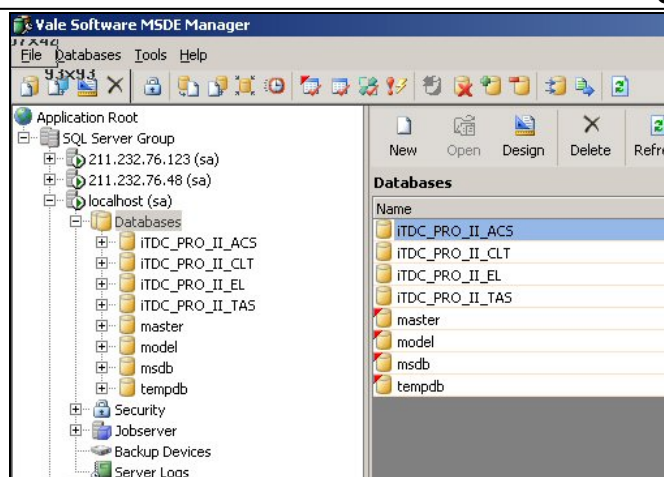 Vale Software MSDE Manager
File Databases Tools Help
93x93
Application Root
SQL Server Group
211.232.76.123 (sa)
211.232.76.48 (sa)
localhost (sa)
Databases
iTDC_PRO_II_ACS
iTDC_PRO_II_CLT
iTDC_PRO_II_EL
iTDC_PRO_II_TAS
master
model
msdb
tempdb
Security
Jobserver
Backup Devices
Server Logs
New Open Design Delete Refre
Databases
Name
iTDC_PRO_II_ACS
iTDC_PRO_II_CLT
iTDC_PRO_II_EL
iTDC_PRO_II_TAS
master
model
msdb
tempdb